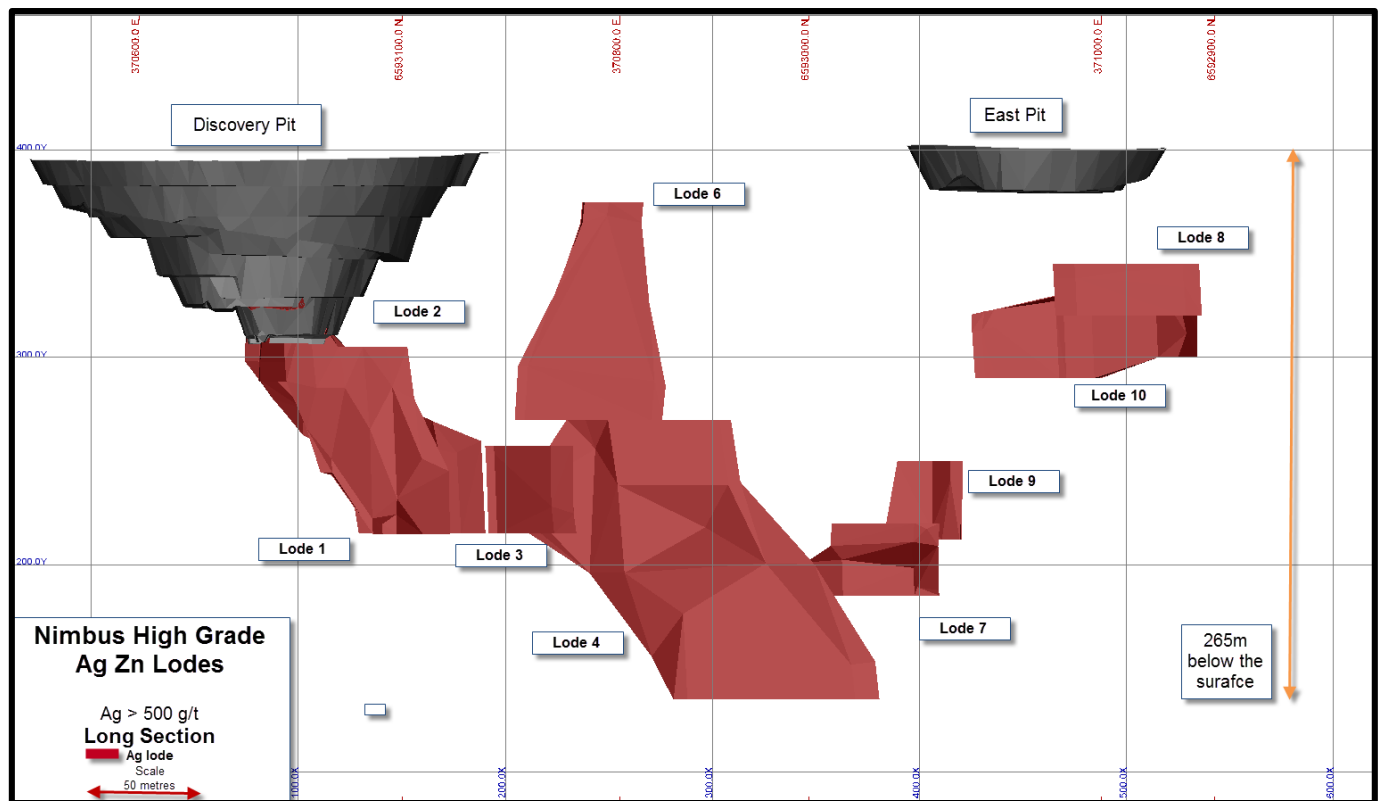 370600.0 E
6593100.0 N
370800.0 E
6593000.0 N
371000.0 E
6592900.0 N
Discovery Pit
East Pit
400.0Y
Lode 6
Lode 8
Lode 2
300.0Y
Lode 10
Lode 9
Lode 1
Lode 3
200.0Y
Lode 4
Lode 7
265m
below the
surafce
Nimbus High Grade
Ag Zn Lodes
Ag > 500 g/t
Long Section
Ag lode
Scale
50 metres
100.0X
200.0X
300.0X
400.0X
500.0X
600.0X